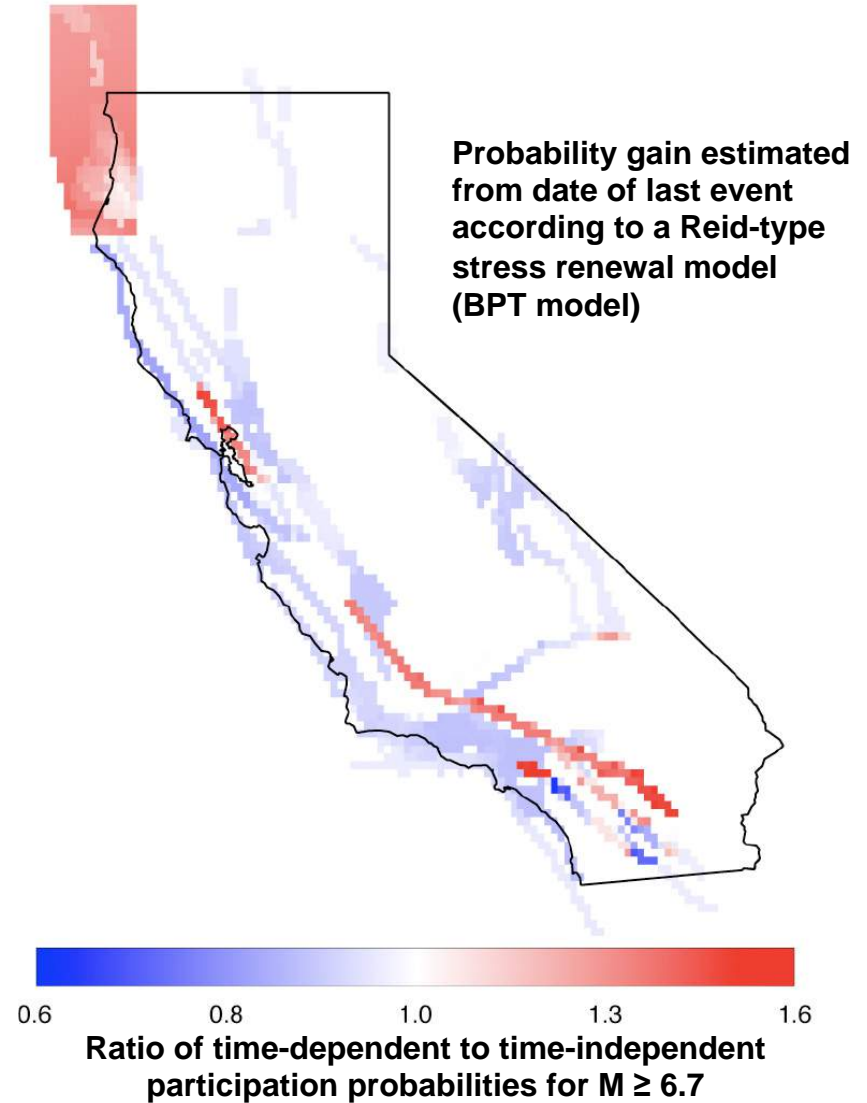 Probability gain estimated
from date of last event
according to a Reid-type
stress renewal model
(BPT model)
0.6 0.8 1.0 1.3 1.6
Ratio of time-dependent to time-independent
participation probabilities for M ≥ 6.7